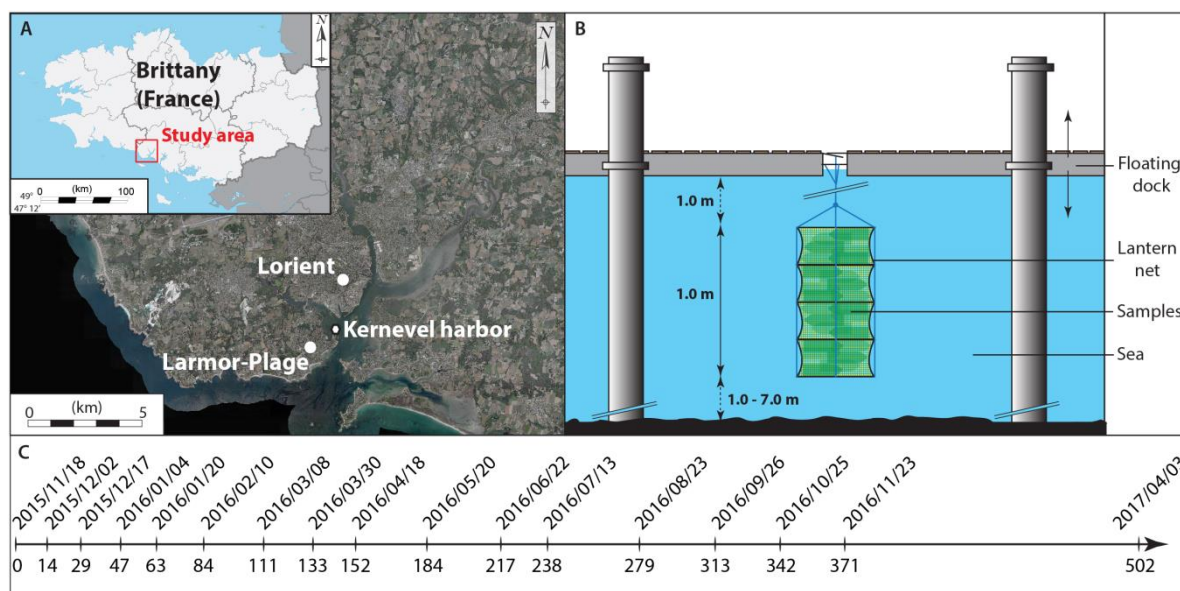 A
N
Brittany
(France)
Study area
(km)
0 100
49°
47° 12'
N
Lorient
Kernevel harbor
Larmor-Plage
(km)
0 5
B
1.0 m
1.0 m
1.0 - 7.0 m
Floating
dock
Lantern
net
Samples
Sea
C
2015/11/18
2015/12/02
2015/12/17
2016/01/04
2016/01/20
2016/02/10
2016/03/08
2016/03/30
2016/04/18
2016/05/20
2016/06/22
2016/07/13
2016/08/23
2016/09/26
2016/10/25
2016/11/23
2017/04/03
0 14 29 47 63 84 111 133 152 184 217 238 279 313 342 371 502